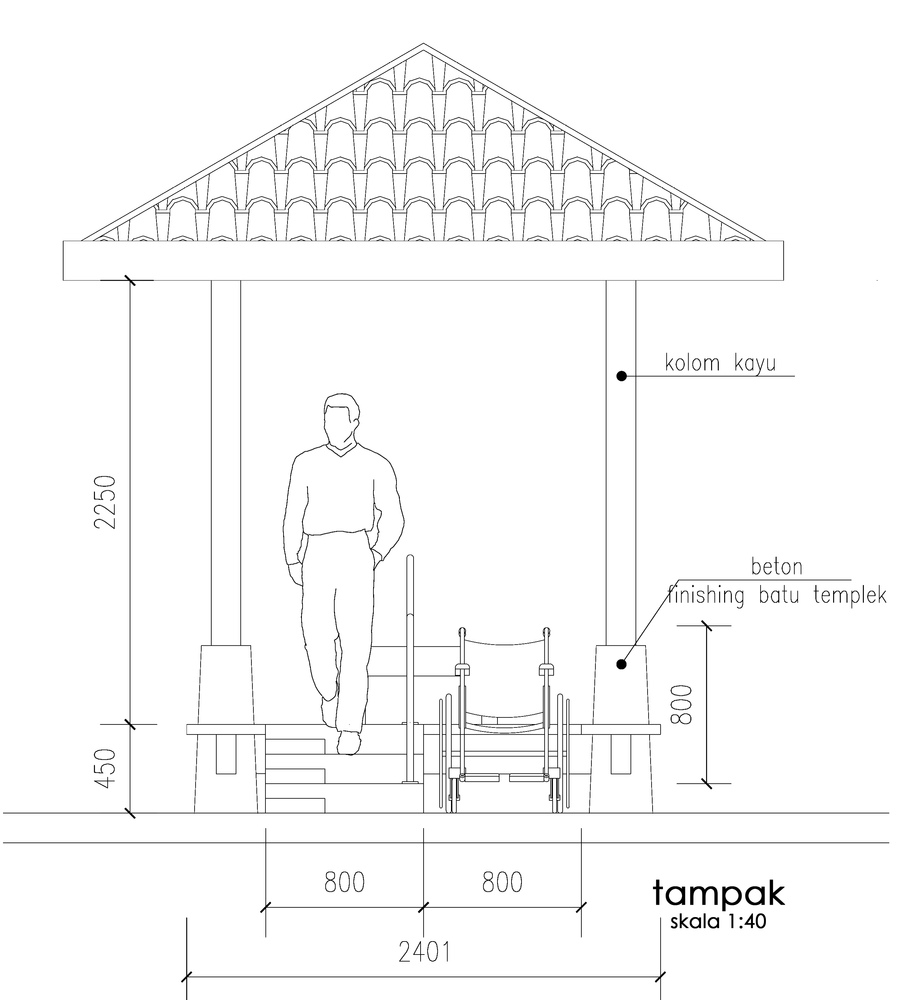 kolom kayu
2250
beton
finishing batu templek
800
450
800 800
tampak
skala 1:40
2401